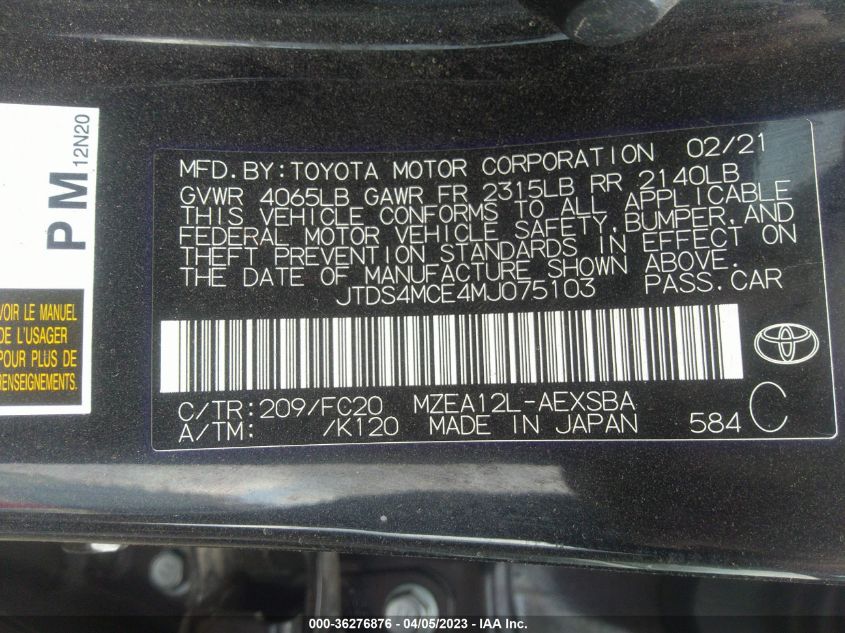 PM 12N20
VOIR LE MANUEL
DE L'USAGER
POUR PLUS DE
RENSEIGNEMENTS.
MFD.BY:TOYOTA MOTOR CORPORATION 02/21
GVWR 4065LB GAWR FR 2315LB RR 2140LB
THIS VEHICLE CONFORMS TO ALL APPLICABLE
FEDERAL MOTOR VEHICLE SAFETY,BUMPER,AND
THEFT PREVENTION STANDARDS IN EFFECT ON
THE DATE OF MANUFACTURE SHOWN ABOVE.
JTDS4MCE4MJ075103 PASS.CAR
C/TR:209/FC20 MZEA12L-AEXSBA
A/TM: /K120 MADE IN JAPAN 584 C
000-36276876 - 04/05/2023 - IAA Inc.